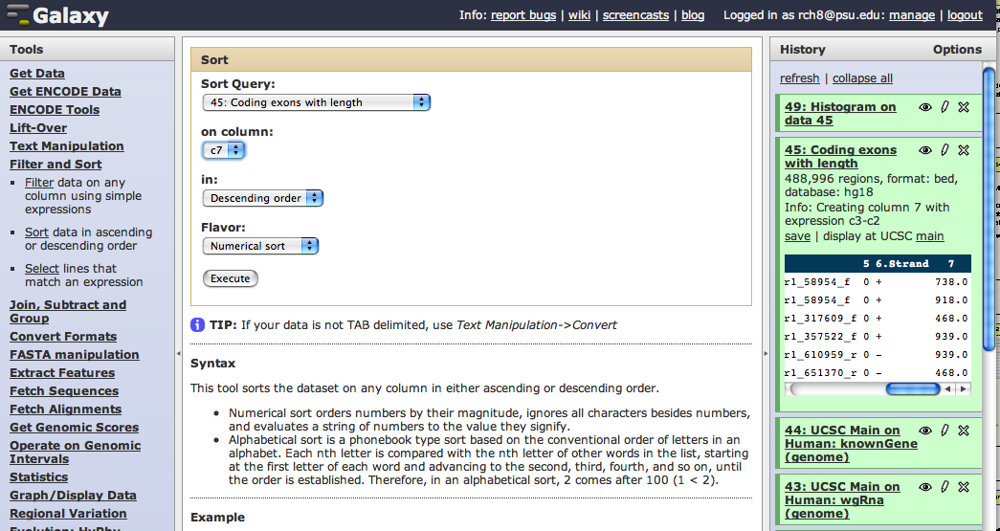 Galaxy
Info: report bugs | wiki | screencasts | blog
Logged in as rch8@psu.edu: manage | logout
Tools
Get Data
Get ENCODE Data
ENCODE Tools
Lift-Over
Text Manipulation
Filter and Sort
Filter data on any
column using simple
expressions
Sort data in ascending
or descending order
Select lines that
match an expression
Join, Subtract and
Group
Convert Formats
FASTA manipulation
Extract Features
Fetch Sequences
Fetch Alignments
Get Genomic Scores
Operate on Genomic
Intervals
Statistics
Graph/Display Data
Regional Variation
Evolution: HyPhy
Sort
Sort Query:
45: Coding exons with length
on column:
c7
in:
Descending order
Flavor:
Numerical sort
Execute
TIP: If your data is not TAB delimited, use Text Manipulation->Convert
Syntax
This tool sorts the dataset on any column in either ascending or descending order.
• Numerical sort orders numbers by their magnitude, ignores all characters besides numbers,
and evaluates a string of numbers to the value they signify.
• Alphabetical sort is a phonebook type sort based on the conventional order of letters in an
alphabet. Each nth letter is compared with the nth letter of other words in the list, starting
at the first letter of each word and advancing to the second, third, fourth, and so on, until
the order is established. Therefore, in an alphabetical sort, 2 comes after 100 (1 < 2).
Example
History
Options
refresh | collapse all
49: Histogram on
data 45
45: Coding exons
with length
488,996 regions, format: bed,
database: hg18
Info: Creating column 7 with
expression c3-c2
save | display at UCSC main
5 6.Strand 7
r1_58954_f 0 + 738.0
r1_58954_f 0 + 918.0
r1_317609_f 0 + 468.0
r1_357522_f 0 + 939.0
r1_610959_r 0 - 939.0
r1_651370_r 0 - 468.0
44: UCSC Main on
Human: knownGene
(genome)
43: UCSC Main on
Human: wgRna
(genome)